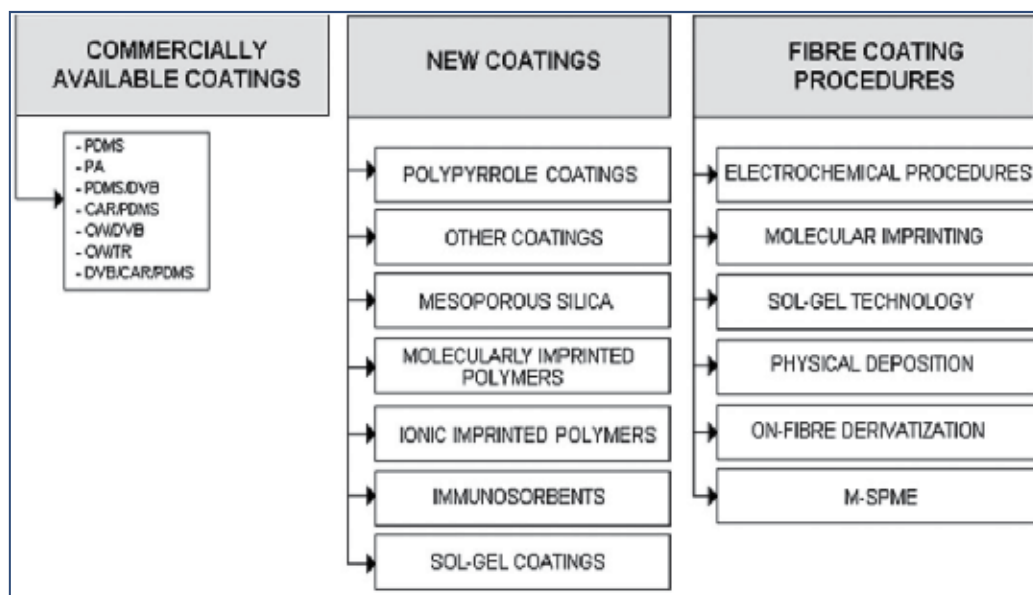 COMMERCIALLY
AVAILABLE COATINGS
- PDMS
- PA
- PDMS/DVB
- CAR/PDMS
- CW/DVB
- CW/TR
- DVB/CAR/PDMS
NEW COATINGS
POLYPYRROLE COATINGS
OTHER COATINGS
MESOPOROUS SILICA
MOLECULARLY IMPRINTED
POLYMERS
IONIC IMPRINTED POLYMERS
IMMUNOSORBENTS
SOL-GEL COATINGS
FIBRE COATING
PROCEDURES
ELECTROCHEMICAL PROCEDURES
MOLECULAR IMPRINTING
SOL-GEL TECHNOLOGY
PHYSICAL DEPOSITION
ON-FIBRE DERIVATIZATION
M-SPME